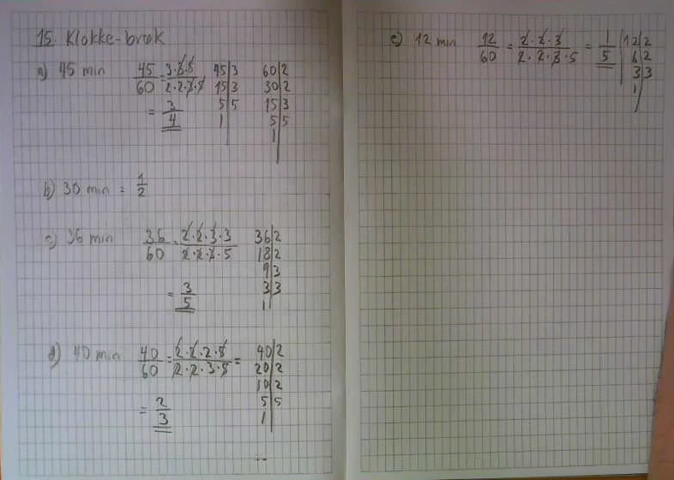 15. Klokke-brøk
a) 45 min 45/60 = 3·3·5/2·2·3·5 45|3 60|2
15|3 30|2
= 3/4 5|5 15|3
1| 5|5
1|
b) 30 min = 1/2
c) 36 min 36/60 = 2·2·3·3/2·2·3·5 36|2
18|2
9|3
= 3/5 3|3
1|
d) 40 min 40/60 = 2·2·2·5/2·2·3·5 = 40|2
20|2
10|2
= 2/3 5|5
1|
e) 12 min 12/60 = 2·2·3/2·2·3·5 = 1/5 12|2
6|2
3|3
1|